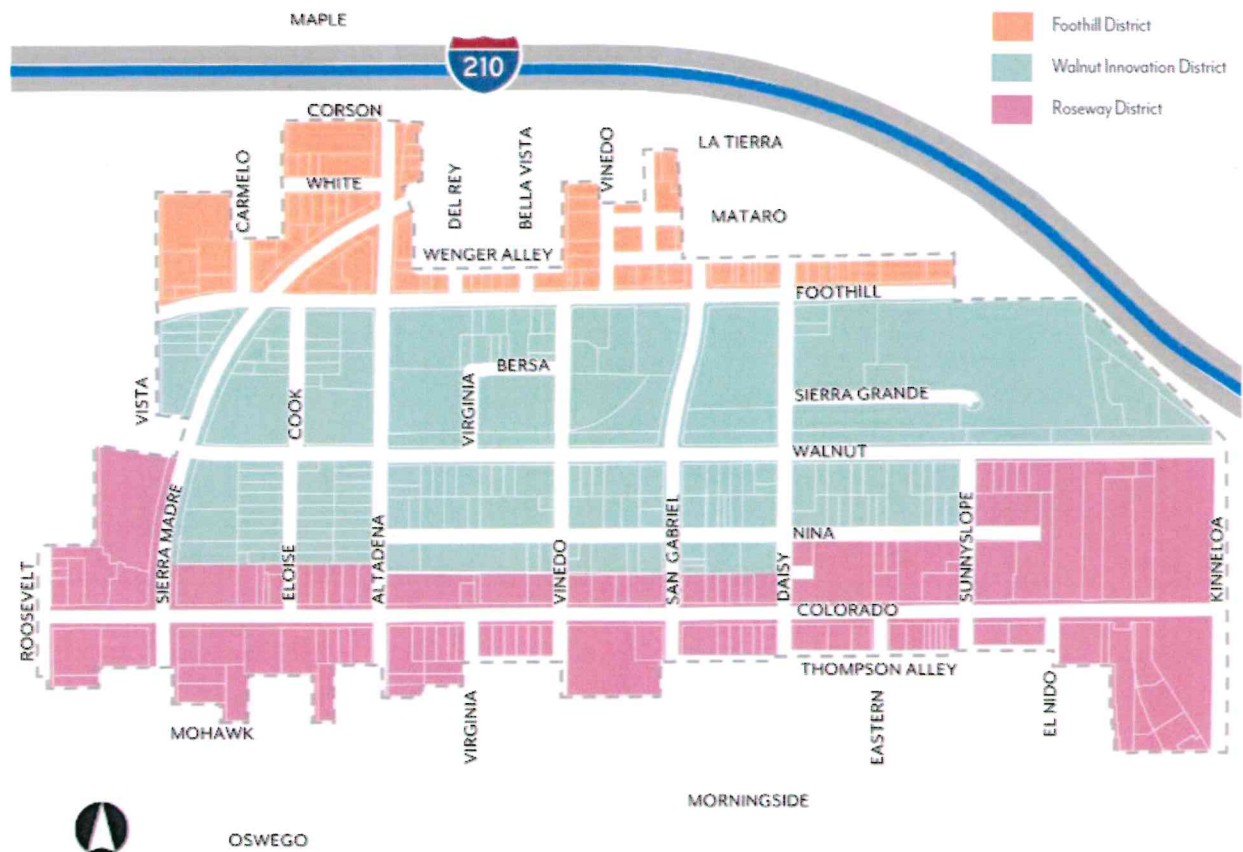 MAPLE
210
Foothill District
Walnut Innovation District
Roseway District
CORSON
CARMELO
WHITE
DEL REY
BELLA VISTA
VINEDO
LA TIERRA
MATARO
WENGER ALLEY
FOOTHILL
VISTA
COOK
VIRGINIA
BERSA
SIERRA GRANDE
WALNUT
ROOSEVELT
SIERRA MADRE
ELOISE
ALTADENA
VINEDO
SAN GABRIEL
DAISY
NINA
SUNNYSLOPE
KINNELOA
COLORADO
THOMPSON ALLEY
MOHAWK
VIRGINIA
EASTERN
EL NIDO
MORNINGSIDE
OSWEGO